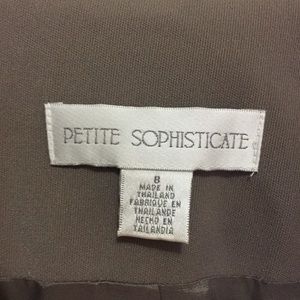 PETITE SOPHISTICATE
8
MADE IN
THAILAND
FABRIQUE EN
THAILANDE
HECHO EN
TAILANDIA